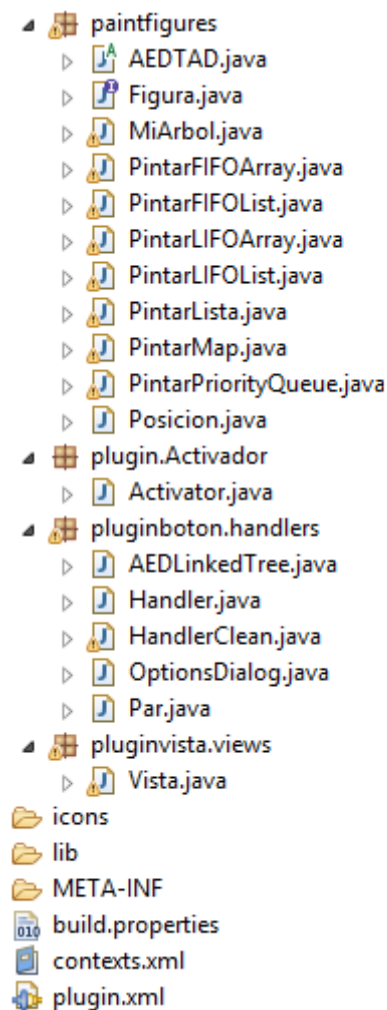 paintfigures
AEDTAD.java
Figura.java
MiArbol.java
PintarFIFOArray.java
PintarFIFOList.java
PintarLIFOArray.java
PintarLIFOList.java
PintarLista.java
PintarMap.java
PintarPriorityQueue.java
Posicion.java
plugin.Activador
Activator.java
pluginboton.handlers
AEDLinkedTree.java
Handler.java
HandlerClean.java
OptionsDialog.java
Par.java
pluginvista.views
Vista.java
icons
lib
META-INF
build.properties
contexts.xml
plugin.xml